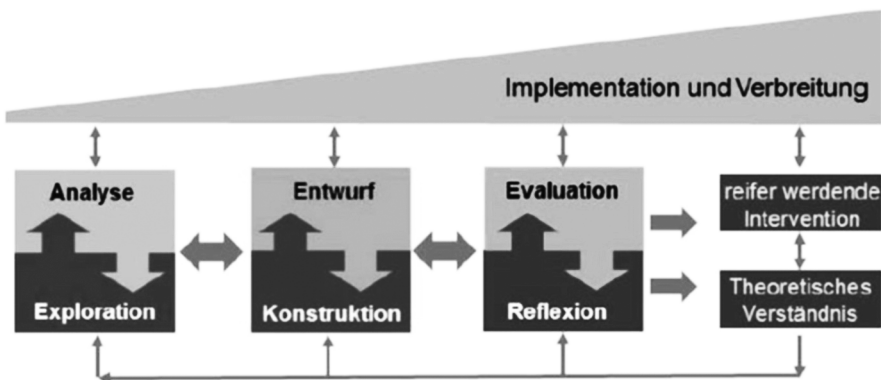 Implementation und Verbreitung
Analyse
Exploration
Entwurf
Konstruktion
Evaluation
Reflexion
reifer werdende
Intervention
Theoretisches
Verständnis